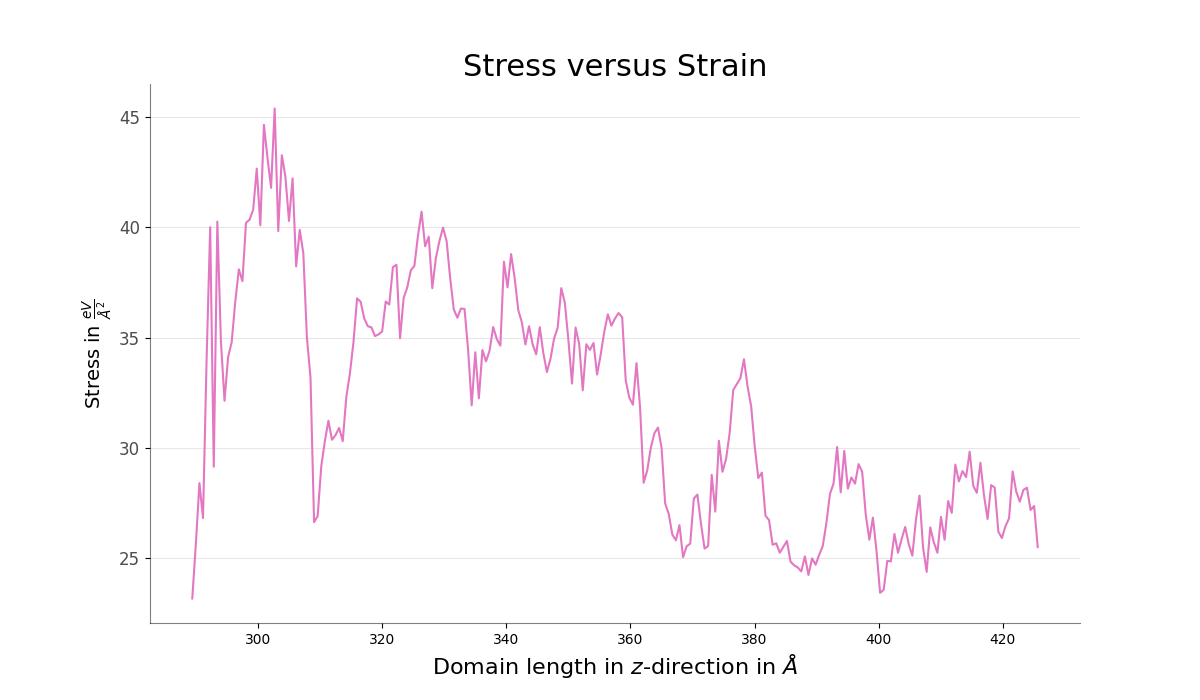 Stress versus Strain
45
40
35
30
25
Stress in eV/Å²
300 320 340 360 380 400 420
Domain length in z-direction in Å